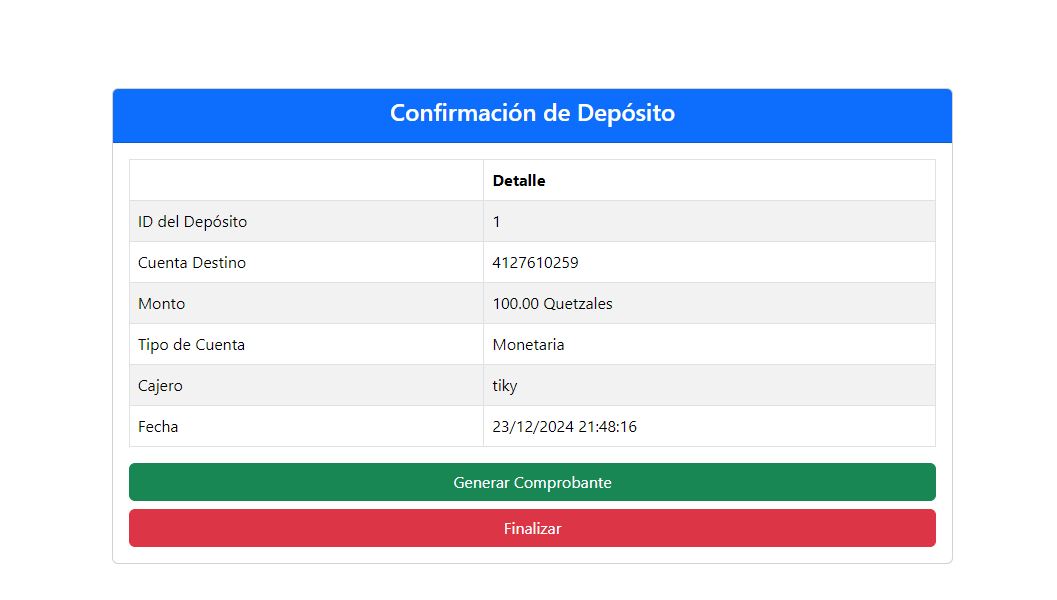 Confirmación de Depósito
Detalle
ID del Depósito 1
Cuenta Destino 4127610259
Monto 100.00 Quetzales
Tipo de Cuenta Monetaria
Cajero tiky
Fecha 23/12/2024 21:48:16
Generar Comprobante
Finalizar